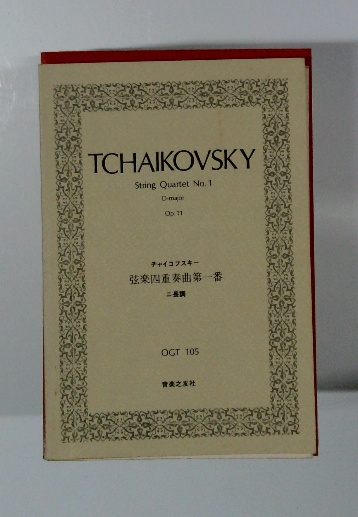 TCHAIKOVSKY
String Quartet No. 1
D-major
Op. 11
チャイコフスキー
弦楽四重奏曲第一番
ニ長調
OGT 105
音楽之友社